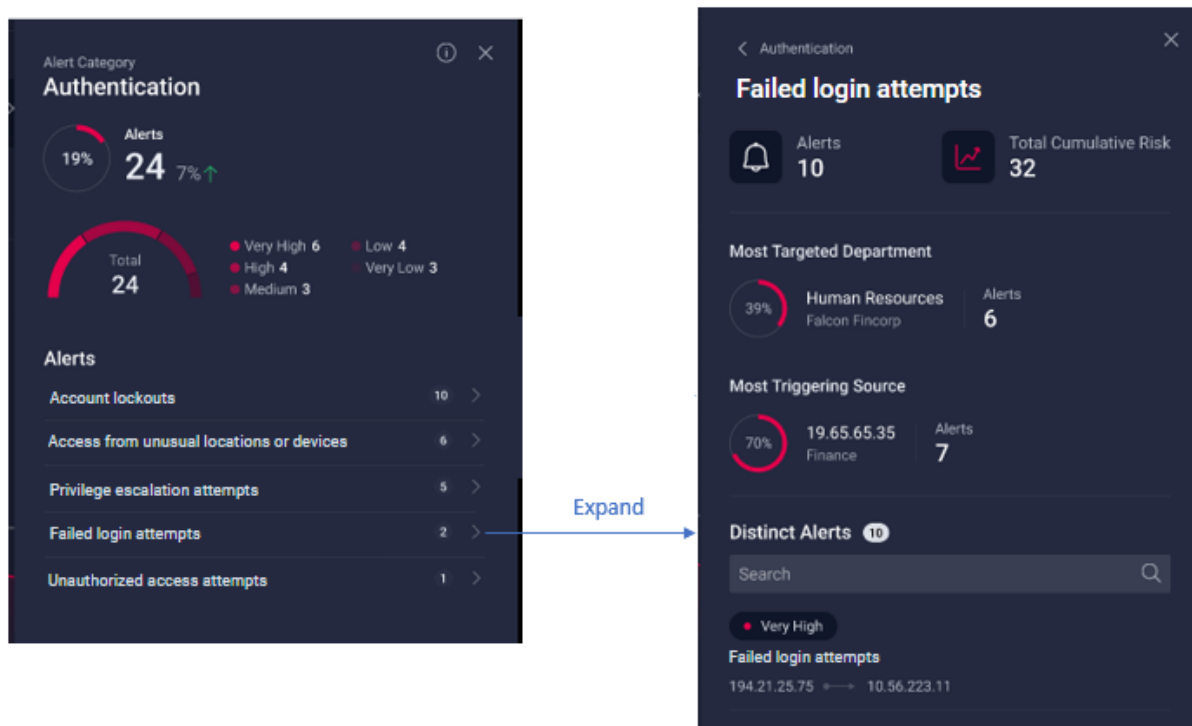 Alert Category
Authentication
19%
Alerts
24 7%↑
Total
24
Very High 6
High 4
Medium 3
Low 4
Very Low 3
Alerts
Account lockouts 10
Access from unusual locations or devices 6
Privilege escalation attempts 5
Failed login attempts 2
Unauthorized access attempts 1
Expand
Authentication
Failed login attempts
Alerts
10
Total Cumulative Risk
32
Most Targeted Department
39%
Human Resources
Falcon Fincorp
Alerts
6
Most Triggering Source
70%
19.65.65.35
Finance
Alerts
7
Distinct Alerts 10
Search
Very High
Failed login attempts
194.21.25.75 10.56.223.11